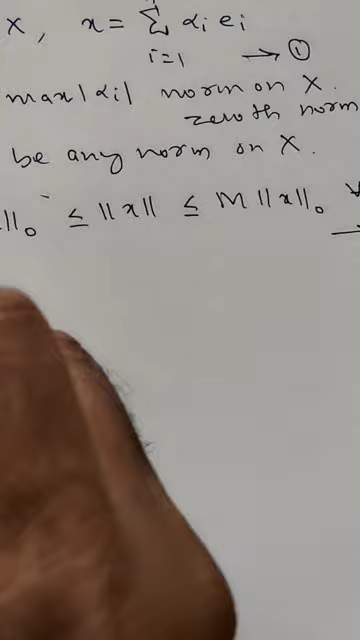 X, x = Σ αi ei
i=1 → ①
max|αi| norm on X.
zeroth norm
be any norm on X.
||₀ ≤ ||x|| ≤ M ||x||₀ ∀